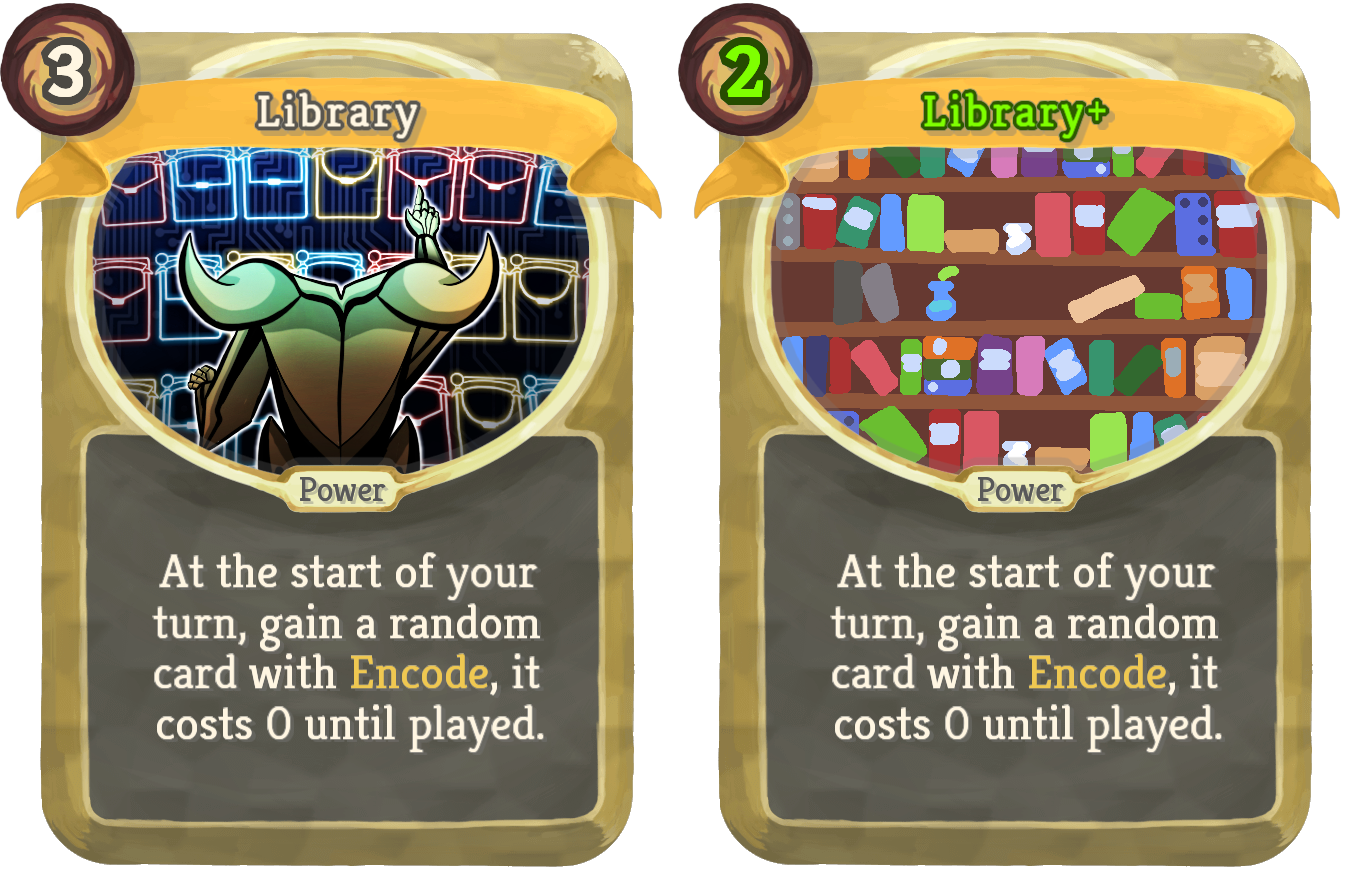 3
Library
Power
At the start of your
turn, gain a random
card with Encode, it
costs 0 until played.
2
Library+
Power
At the start of your
turn, gain a random
card with Encode, it
costs 0 until played.